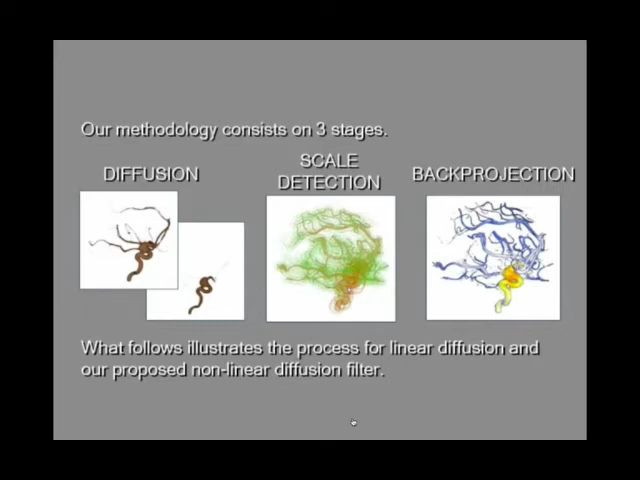 Our methodology consists on 3 stages.
DIFFUSION
SCALE
DETECTION
BACKPROJECTION
What follows illustrates the process for linear diffusion and
our proposed non-linear diffusion filter.